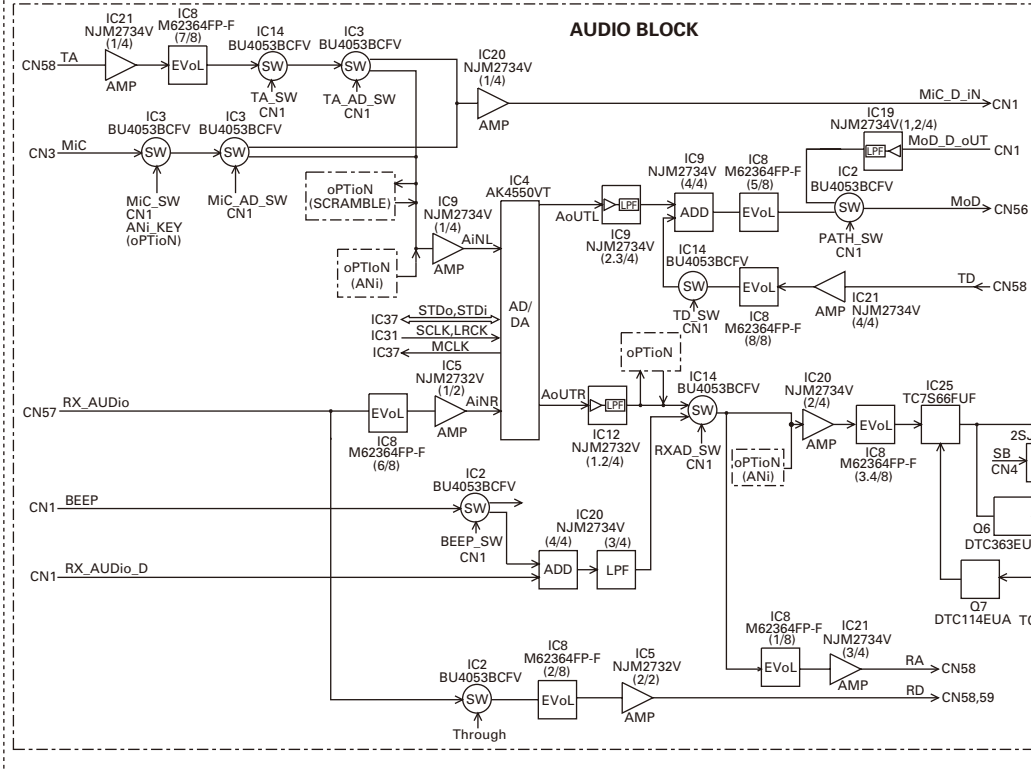 AUDIO BLOCK
IC21
NJM2734V
(1/4)
CN58
TA
AMP
IC8
M62364FP-F
(7/8)
EVoL
IC14
BU4053BCFV
SW
TA_SW
CN1
IC3
BU4053BCFV
SW
TA_AD_SW
CN1
IC20
NJM2734V
(1/4)
AMP
MiC_D_iN
CN1
IC3
BU4053BCFV
CN3
MiC
SW
MiC_SW
CN1
ANi_KEY
(oPTioN)
IC3
BU4053BCFV
SW
MiC_AD_SW
CN1
IC19
NJM2734V(1,2/4)
LPF
MoD_D_oUT
CN1
oPTioN
(SCRAMBLE)
oPTIoN
(ANi)
IC9
NJM2734V
(1/4)
AiNL
AMP
IC4
AK4550VT
AD/
DA
AoUTL
LPF
IC9
NJM2734V
(2.3/4)
IC9
NJM2734V
(4/4)
ADD
IC8
M62364FP-F
(5/8)
EVoL
IC2
BU4053BCFV
SW
PATH_SW
CN1
MoD
CN56
IC14
BU4053BCFV
SW
TD_SW
CN1
EVoL
IC8
M62364FP-F
(8/8)
AMP
IC21
NJM2734V
(4/4)
TD
CN58
IC37
STDo,STDi
IC31
SCLK,LRCK
IC37
MCLK
CN57
RX_AUDio
EVoL
IC8
M62364FP-F
(6/8)
IC5
NJM2732V
(1/2)
AiNR
AMP
AoUTR
LPF
IC12
NJM2732V
(1.2/4)
oPTioN
IC14
BU4053BCFV
SW
RXAD_SW
CN1
oPTioN
(ANi)
IC20
NJM2734V
(2/4)
AMP
EVoL
IC8
M62364FP-F
(3.4/8)
IC25
TC7S66FUF
2SJ
SB
CN4
Q6
DTC363EU
Q7
DTC114EUA
TC
CN1
BEEP
IC2
BU4053BCFV
SW
BEEP_SW
CN1
CN1
RX_AUDio_D
IC20
NJM2734V
(4/4)
(3/4)
ADD
LPF
IC2
BU4053BCFV
SW
Through
IC8
M62364FP-F
(2/8)
EVoL
IC5
NJM2732V
(2/2)
AMP
RD
CN58,59
IC8
M62364FP-F
(1/8)
EVoL
IC21
NJM2734V
(3/4)
AMP
RA
CN58